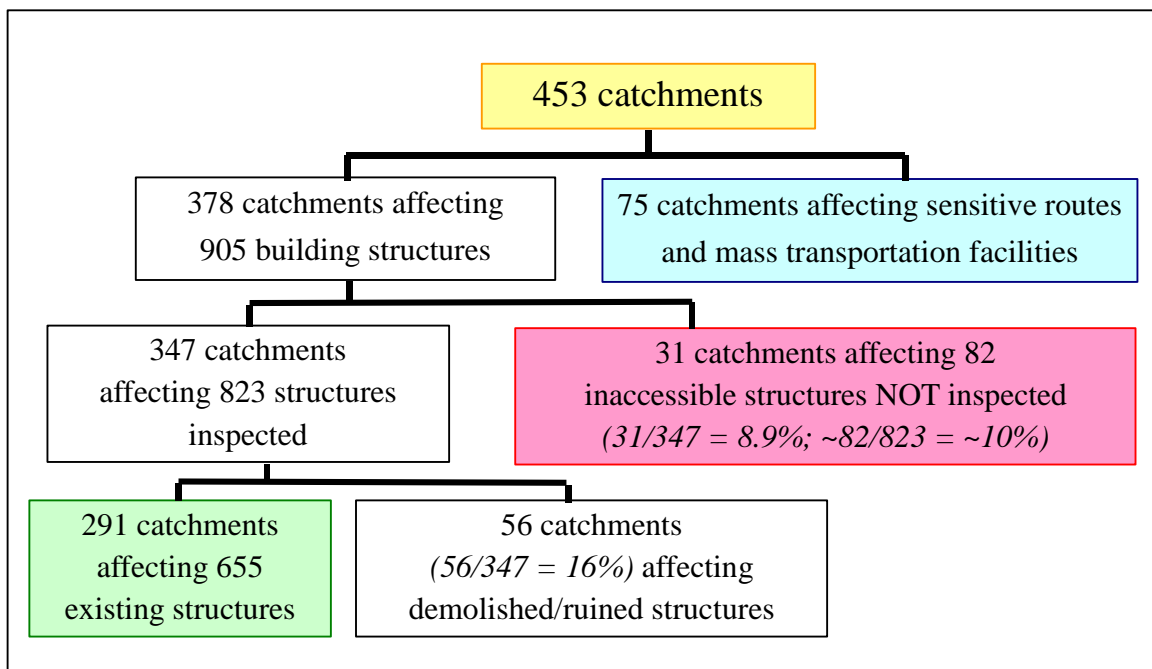 453 catchments
378 catchments affecting
905 building structures
75 catchments affecting sensitive routes
and mass transportation facilities
347 catchments
affecting 823 structures
inspected
31 catchments affecting 82
inaccessible structures NOT inspected
(31/347 = 8.9%; ~82/823 = ~10%)
291 catchments
affecting 655
existing structures
56 catchments
(56/347 = 16%) affecting
demolished/ruined structures